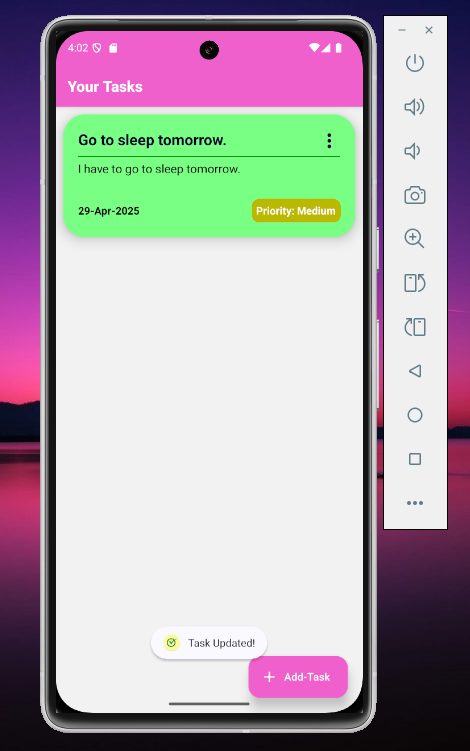 4:02
Your Tasks
Go to sleep tomorrow.
I have to go to sleep tomorrow.
29-Apr-2025
Priority: Medium
Task Updated!
Add-Task